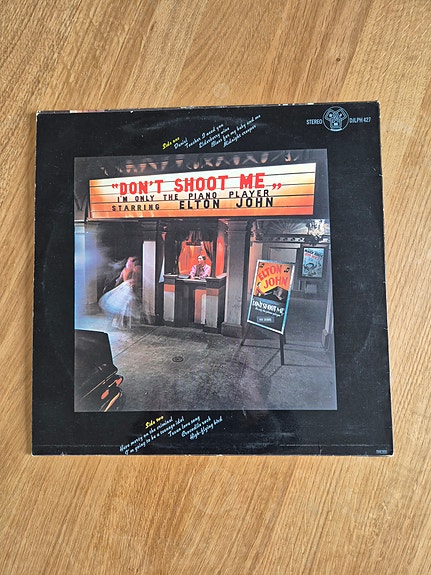 Side one
Daniel
Teacher I need you
Elderberry wine
Blues for my baby and me
Midnight creeper
STEREO
DJLPH 427
"DON'T SHOOT ME„
I'M ONLY THE PIANO PLAYER
STARRING ELTON JOHN
ELTON
JOHN
DON'T SHOOT ME
Side two
Have mercy on the criminal
I'm going to be a teenage idol
Texan love song
Crocodile rock
High flying bird